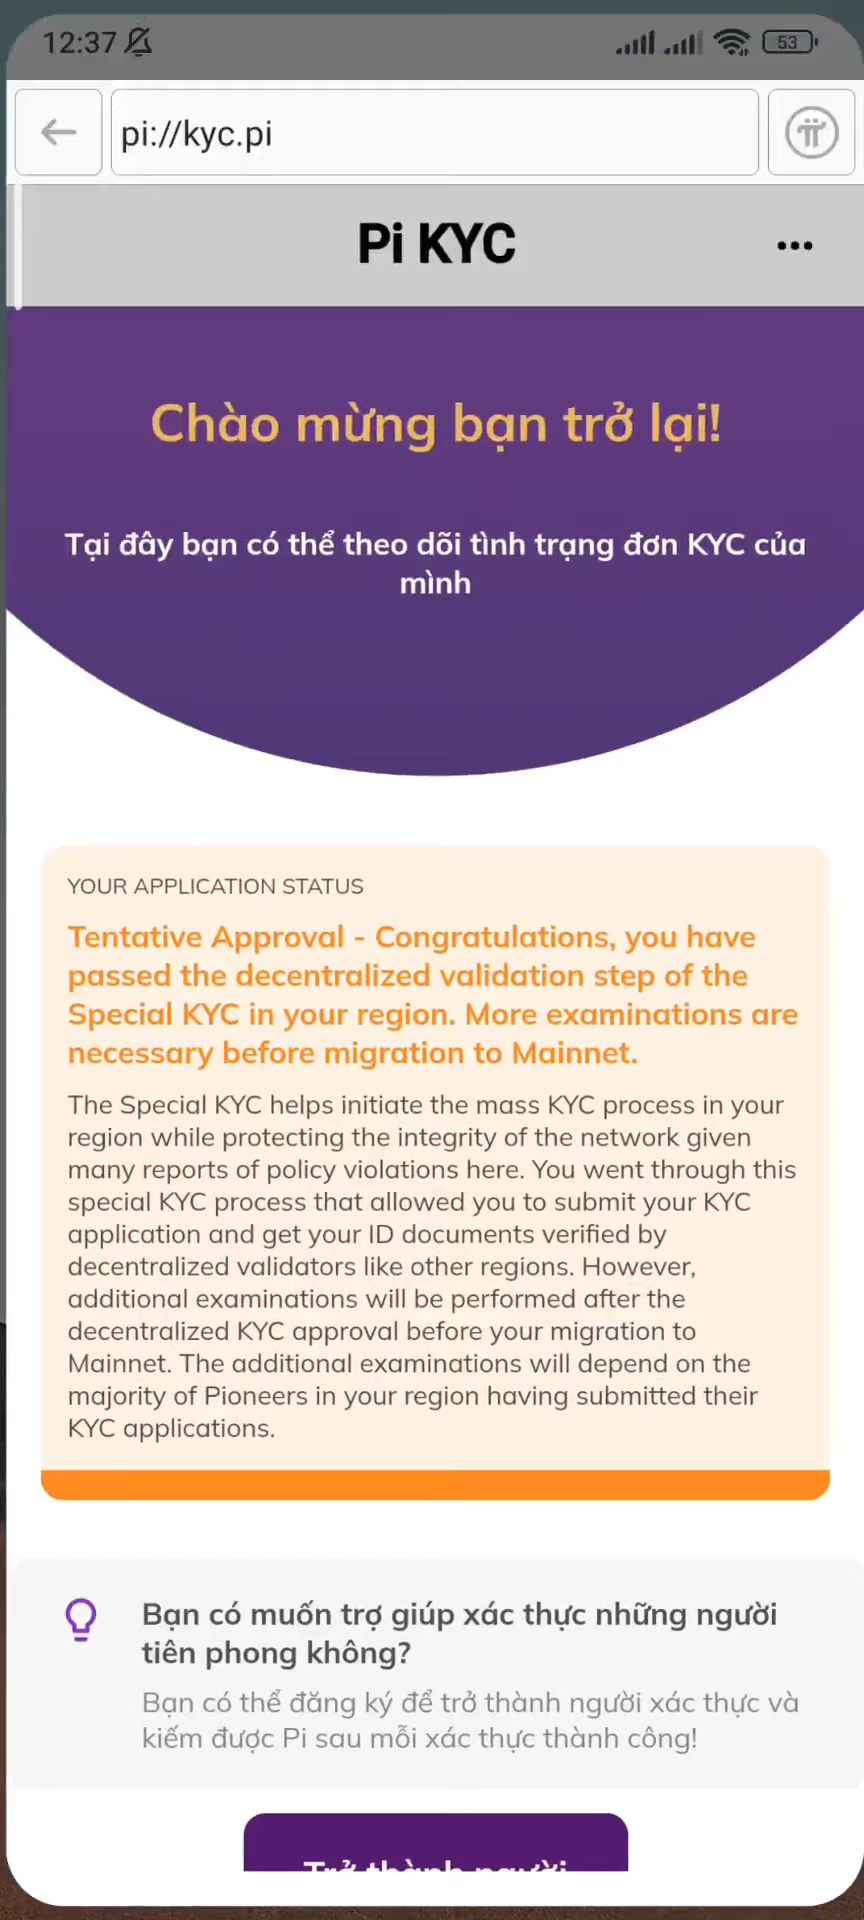 12:37
53
pi://kyc.pi
Pi KYC
Chào mừng bạn trở lại!
Tại đây bạn có thể theo dõi tình trạng đơn KYC của
mình
YOUR APPLICATION STATUS
Tentative Approval - Congratulations, you have
passed the decentralized validation step of the
Special KYC in your region. More examinations are
necessary before migration to Mainnet.
The Special KYC helps initiate the mass KYC process in your
region while protecting the integrity of the network given
many reports of policy violations here. You went through this
special KYC process that allowed you to submit your KYC
application and get your ID documents verified by
decentralized validators like other regions. However,
additional examinations will be performed after the
decentralized KYC approval before your migration to
Mainnet. The additional examinations will depend on the
majority of Pioneers in your region having submitted their
KYC applications.
Bạn có muốn trợ giúp xác thực những người
tiên phong không?
Bạn có thể đăng ký để trở thành người xác thực và
kiếm được Pi sau mỗi xác thực thành công!
Trở thành người